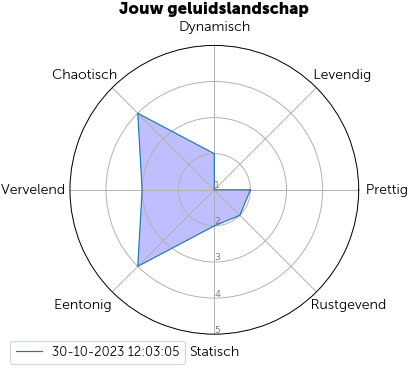 Jouw geluidslandschap
Dynamisch
Chaotisch
Levendig
Vervelend
1
Prettig
2
3
4
5
Eentonig
Rustgevend
30-10-2023 12:03:05
Statisch